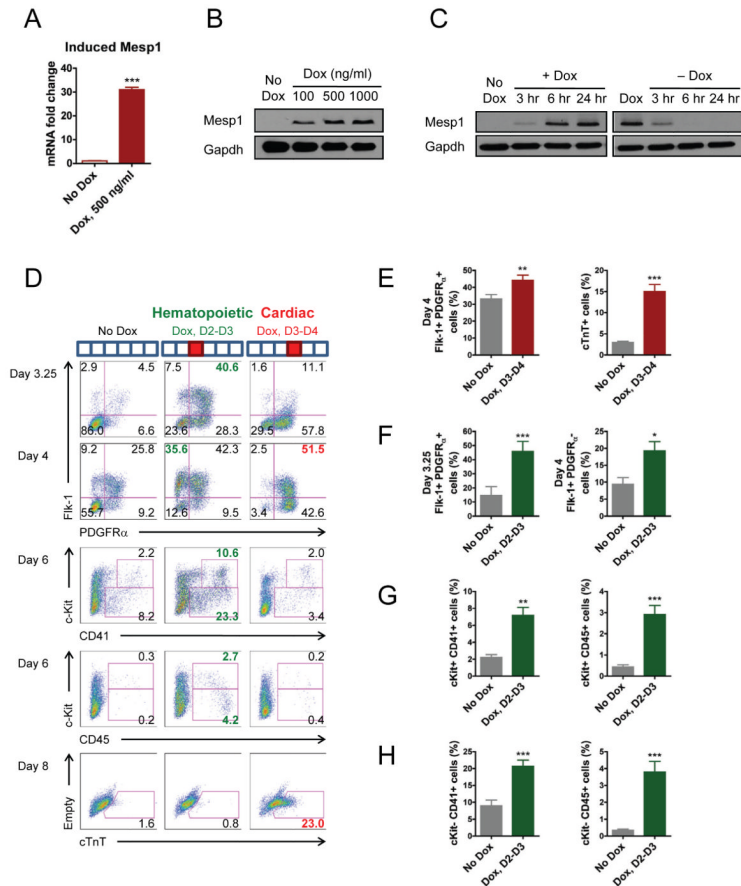 A
Induced Mesp1
mRNA fold change
40
30
20
10
0
***
No Dox
Dox, 500 ng/ml
B
No Dox
Dox (ng/ml)
100 500 1000
Mesp1
Gapdh
C
No Dox
+ Dox
3 hr 6 hr 24 hr
– Dox
Dox 3 hr 6 hr 24 hr
Mesp1
Gapdh
D
Hematopoietic Cardiac
No Dox Dox, D2-D3 Dox, D3-D4
Day 3.25
2.9 4.5 7.5 40.6 1.6 11.1
86.0 6.6 23.6 28.3 29.5 57.8
Day 4
9.2 25.8 35.6 42.3 2.5 51.5
55.7 9.2 12.6 9.5 3.4 42.6
Flk-1
PDGFRα
Day 6
2.2 10.6 2.0
8.2 23.3 3.4
c-Kit
CD41
Day 6
0.3 2.7 0.2
0.2 4.2 0.4
c-Kit
CD45
Day 8
1.6 0.8 23.0
Empty
cTnT
E
Day 4
Flk-1+ PDGFRα+
cells (%)
50
40
30
20
10
0
**
No Dox
Dox, D3-D4
cTnT+ cells (%)
20
15
10
5
0
***
No Dox
Dox, D3-D4
F
Day 3.25
Flk-1+ PDGFRα+
cells (%)
60
40
20
0
***
No Dox
Dox, D2-D3
Day 4
Flk-1+ PDGFRα-
cells (%)
25
20
15
10
5
0
*
No Dox
Dox, D2-D3
G
cKit+ CD41+ cells (%)
10
8
6
4
2
0
**
No Dox
Dox, D2-D3
cKit+ CD45+ cells (%)
4
3
2
1
0
***
No Dox
Dox, D2-D3
H
cKit- CD41+ cells (%)
25
20
15
10
5
0
***
No Dox
Dox, D2-D3
cKit- CD45+ cells (%)
5
4
3
2
1
0
***
No Dox
Dox, D2-D3